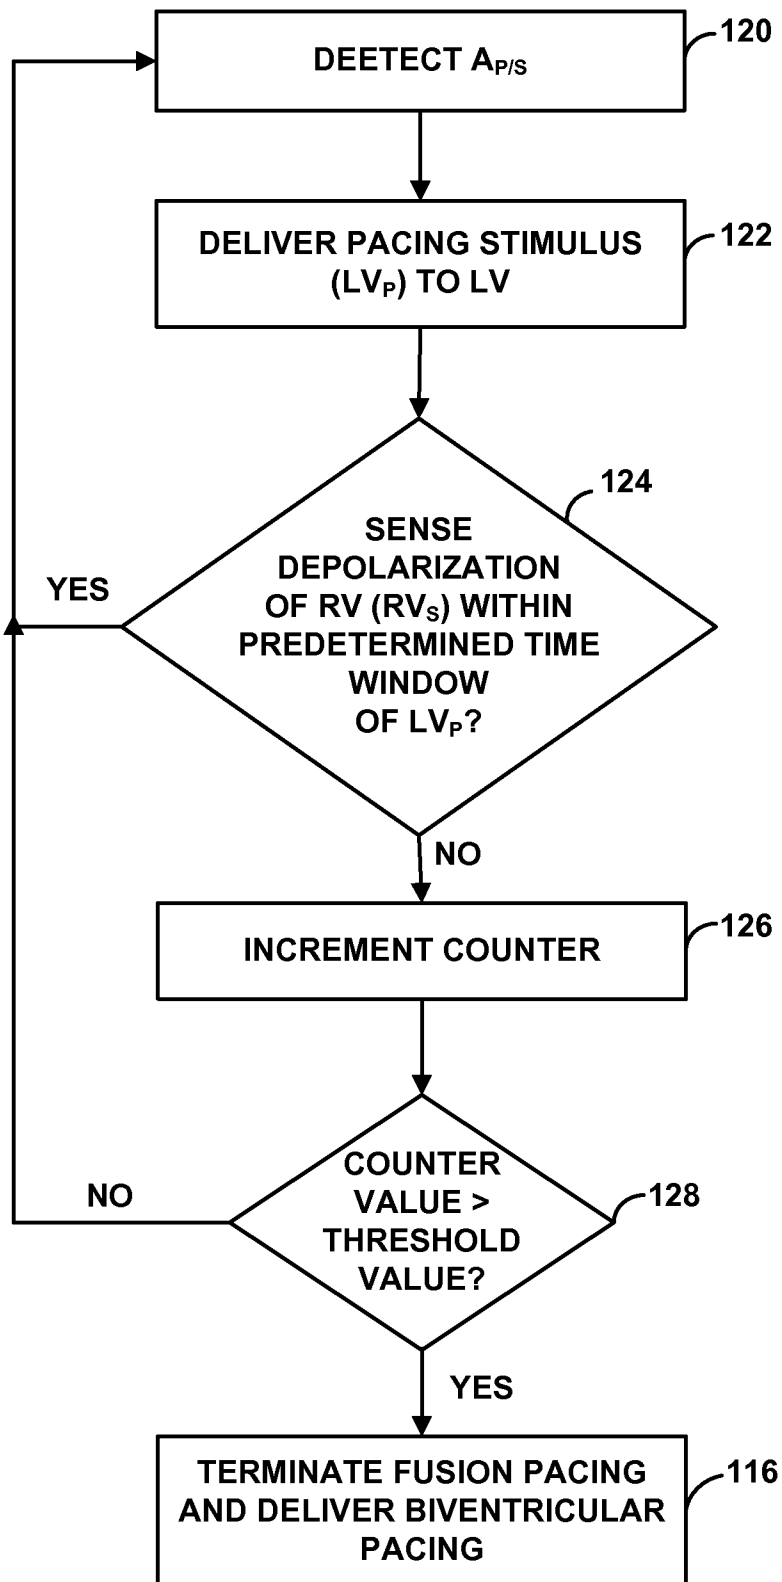 DEETECT AP/S
120
DELIVER PACING STIMULUS
(LVP) TO LV
122
124
SENSE
DEPOLARIZATION
OF RV (RVS) WITHIN
PREDETERMINED TIME
WINDOW
OF LVP?
YES
NO
INCREMENT COUNTER
126
COUNTER
VALUE >
THRESHOLD
VALUE?
128
NO
YES
TERMINATE FUSION PACING
AND DELIVER BIVENTRICULAR
PACING
116